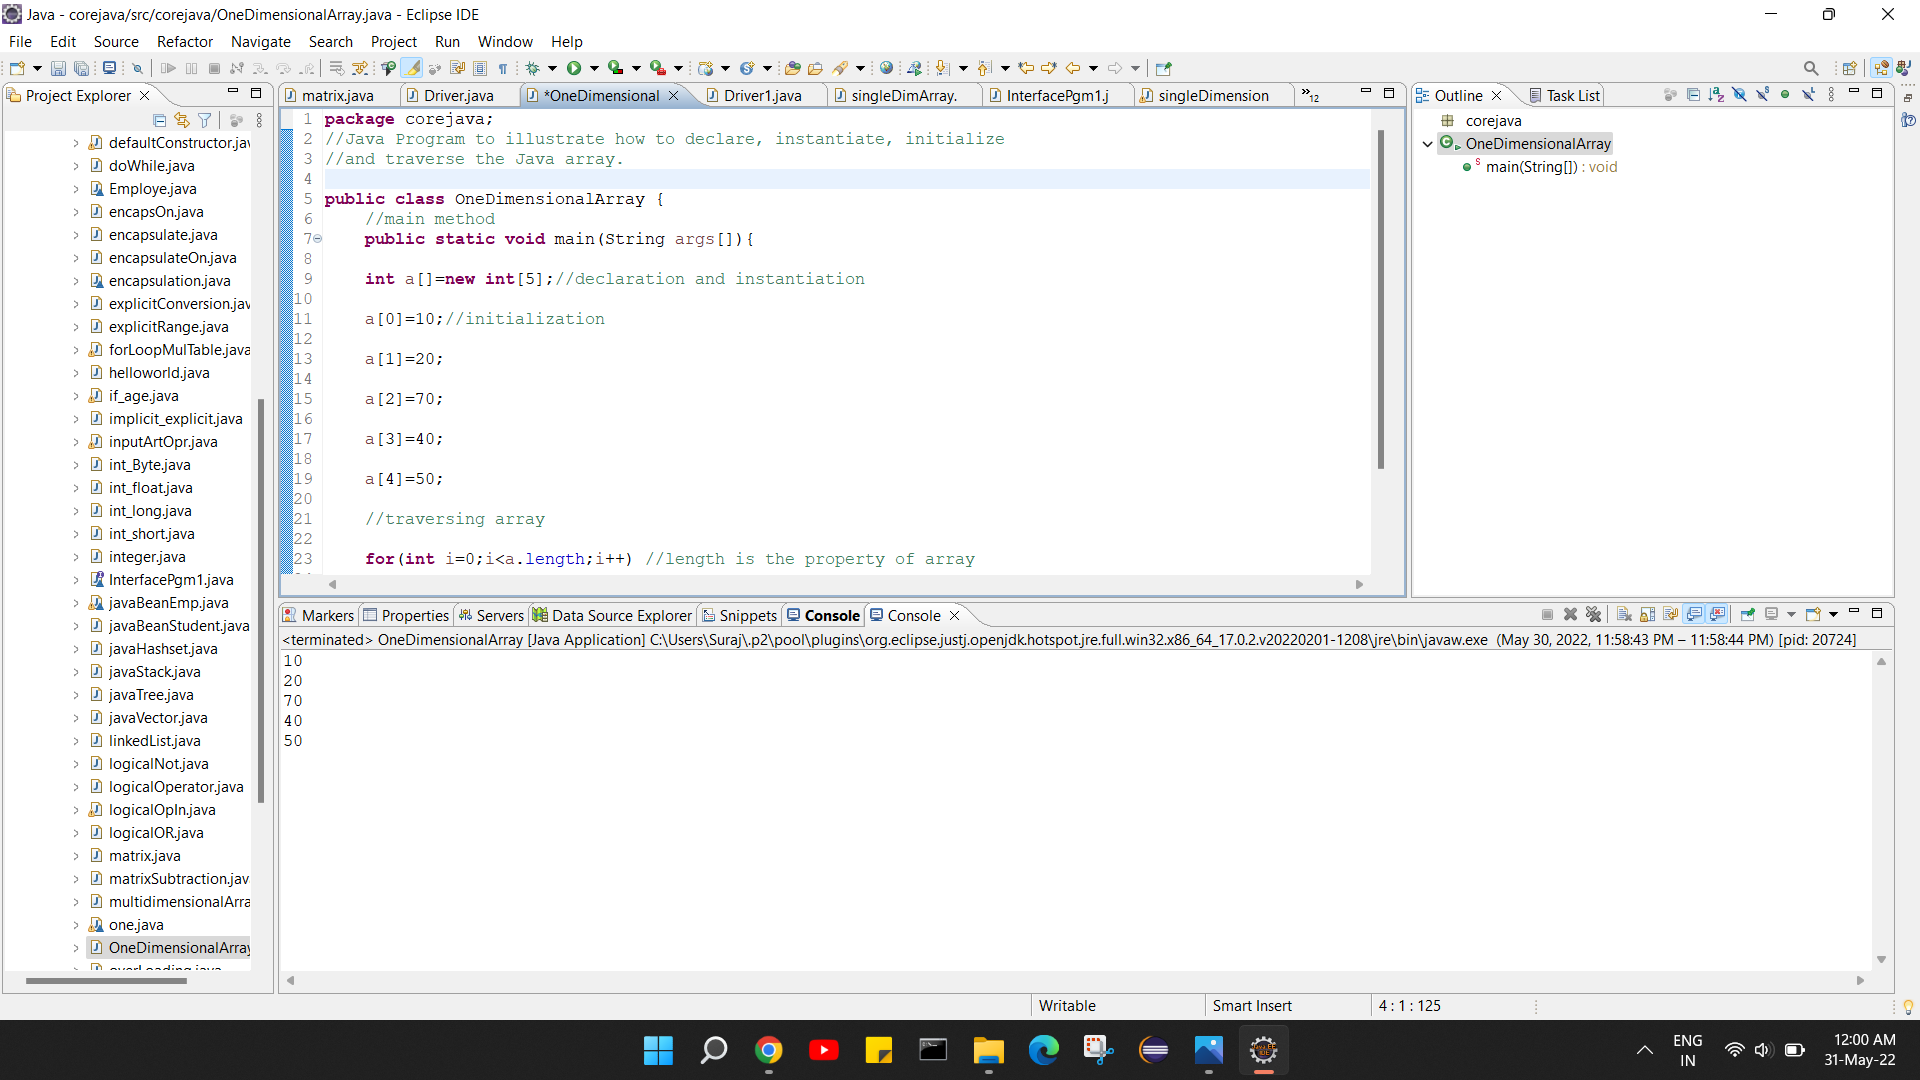 Java - corejava/src/corejava/OneDimensionalArray.java - Eclipse IDE
File Edit Source Refactor Navigate Search Project Run Window Help
Project Explorer
defaultConstructor.jav
doWhile.java
Employe.java
encapsOn.java
encapsulate.java
encapsulateOn.java
encapsulation.java
explicitConversion.jav
explicitRange.java
forLoopMulTable.java
helloworld.java
if_age.java
implicit_explicit.java
inputArtOpr.java
int_Byte.java
int_float.java
int_long.java
int_short.java
integer.java
InterfacePgm1.java
javaBeanEmp.java
javaBeanStudent.java
javaHashset.java
javaStack.java
javaTree.java
javaVector.java
linkedList.java
logicalNot.java
logicalOperator.java
logicalOpIn.java
logicalOR.java
matrix.java
matrixSubtraction.jav
multidimensionalArra
one.java
OneDimensionalArray
overLoading.java
matrix.java Driver.java *OneDimensional Driver1.java singleDimArray. InterfacePgm1.j singleDimension »12
1 package corejava;
2 //Java Program to illustrate how to declare, instantiate, initialize
3 //and traverse the Java array.
4
5 public class OneDimensionalArray {
6 //main method
7 public static void main(String args[]){
8
9 int a[]=new int[5];//declaration and instantiation
10
11 a[0]=10;//initialization
12
13 a[1]=20;
14
15 a[2]=70;
16
17 a[3]=40;
18
19 a[4]=50;
20
21 //traversing array
22
23 for(int i=0;i<a.length;i++) //length is the property of array
Outline Task List
corejava
OneDimensionalArray
main(String[]) : void
Markers Properties Servers Data Source Explorer Snippets Console Console
<terminated> OneDimensionalArray [Java Application] C:\Users\Suraj\.p2\pool\plugins\org.eclipse.justj.openjdk.hotspot.jre.full.win32.x86_64_17.0.2.v20220201-1208\jre\bin\javaw.exe (May 30, 2022, 11:58:43 PM – 11:58:44 PM) [pid: 20724]
10
20
70
40
50
Writable Smart Insert 4 : 1 : 125
ENG
IN
12:00 AM
31-May-22